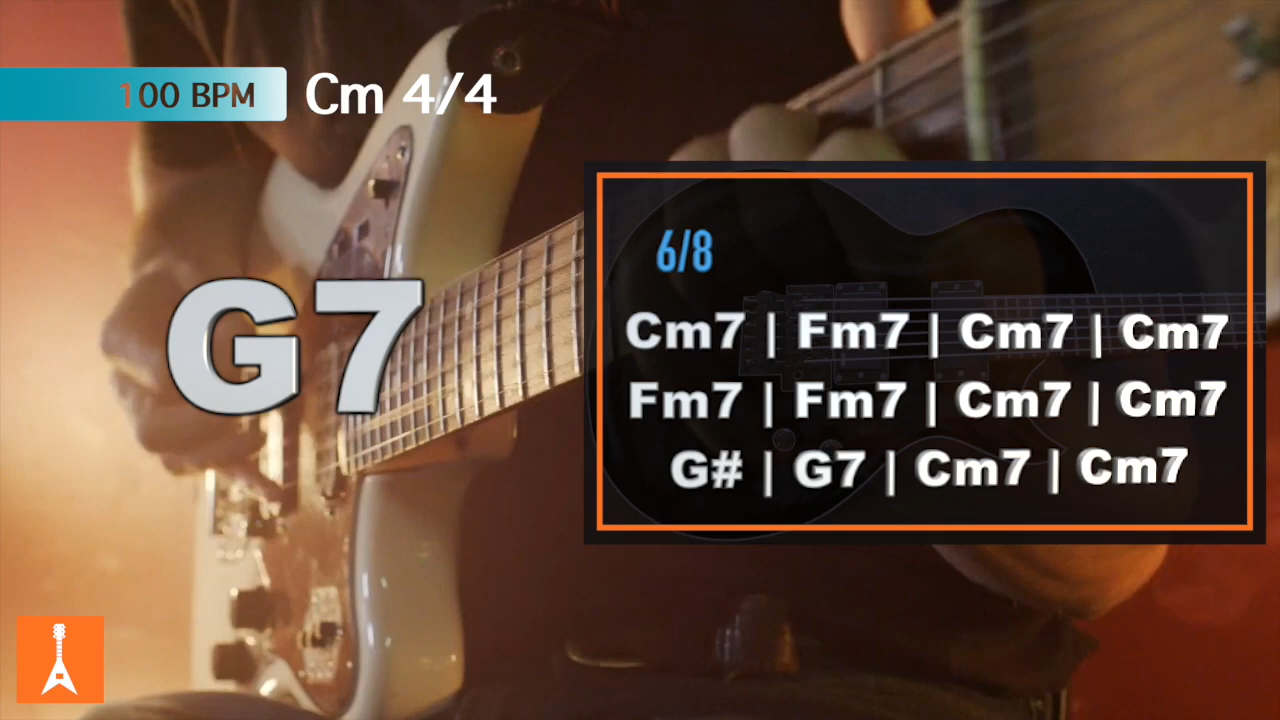 100 BPM Cm 4/4
G7
6/8
Cm7 | Fm7 | Cm7 | Cm7
Fm7 | Fm7 | Cm7 | Cm7
G# | G7 | Cm7 | Cm7